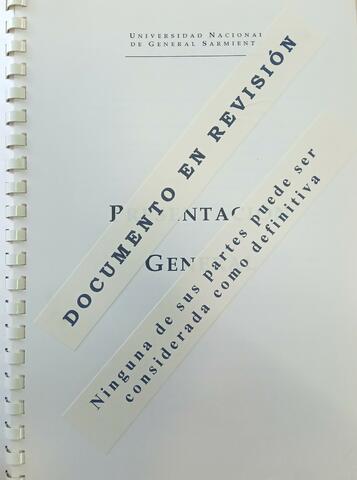 UNIVERSIDAD NACIONAL
DE GENERAL SARMIENT
DOCUMENTO EN REVISIÓN
Ninguna de sus partes puede ser
considerada como definitiva